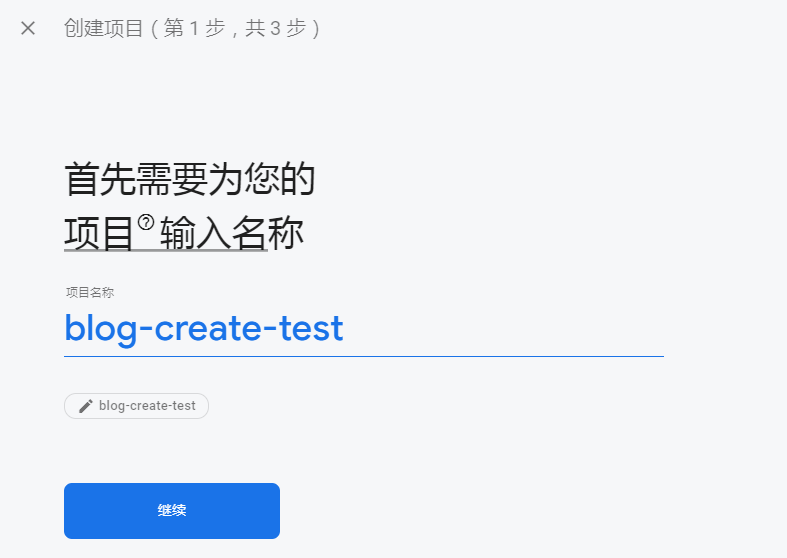 创建项目（第 1 步，共 3 步）
首先需要为您的
项目输入名称
项目名称
blog-create-test
blog-create-test
继续